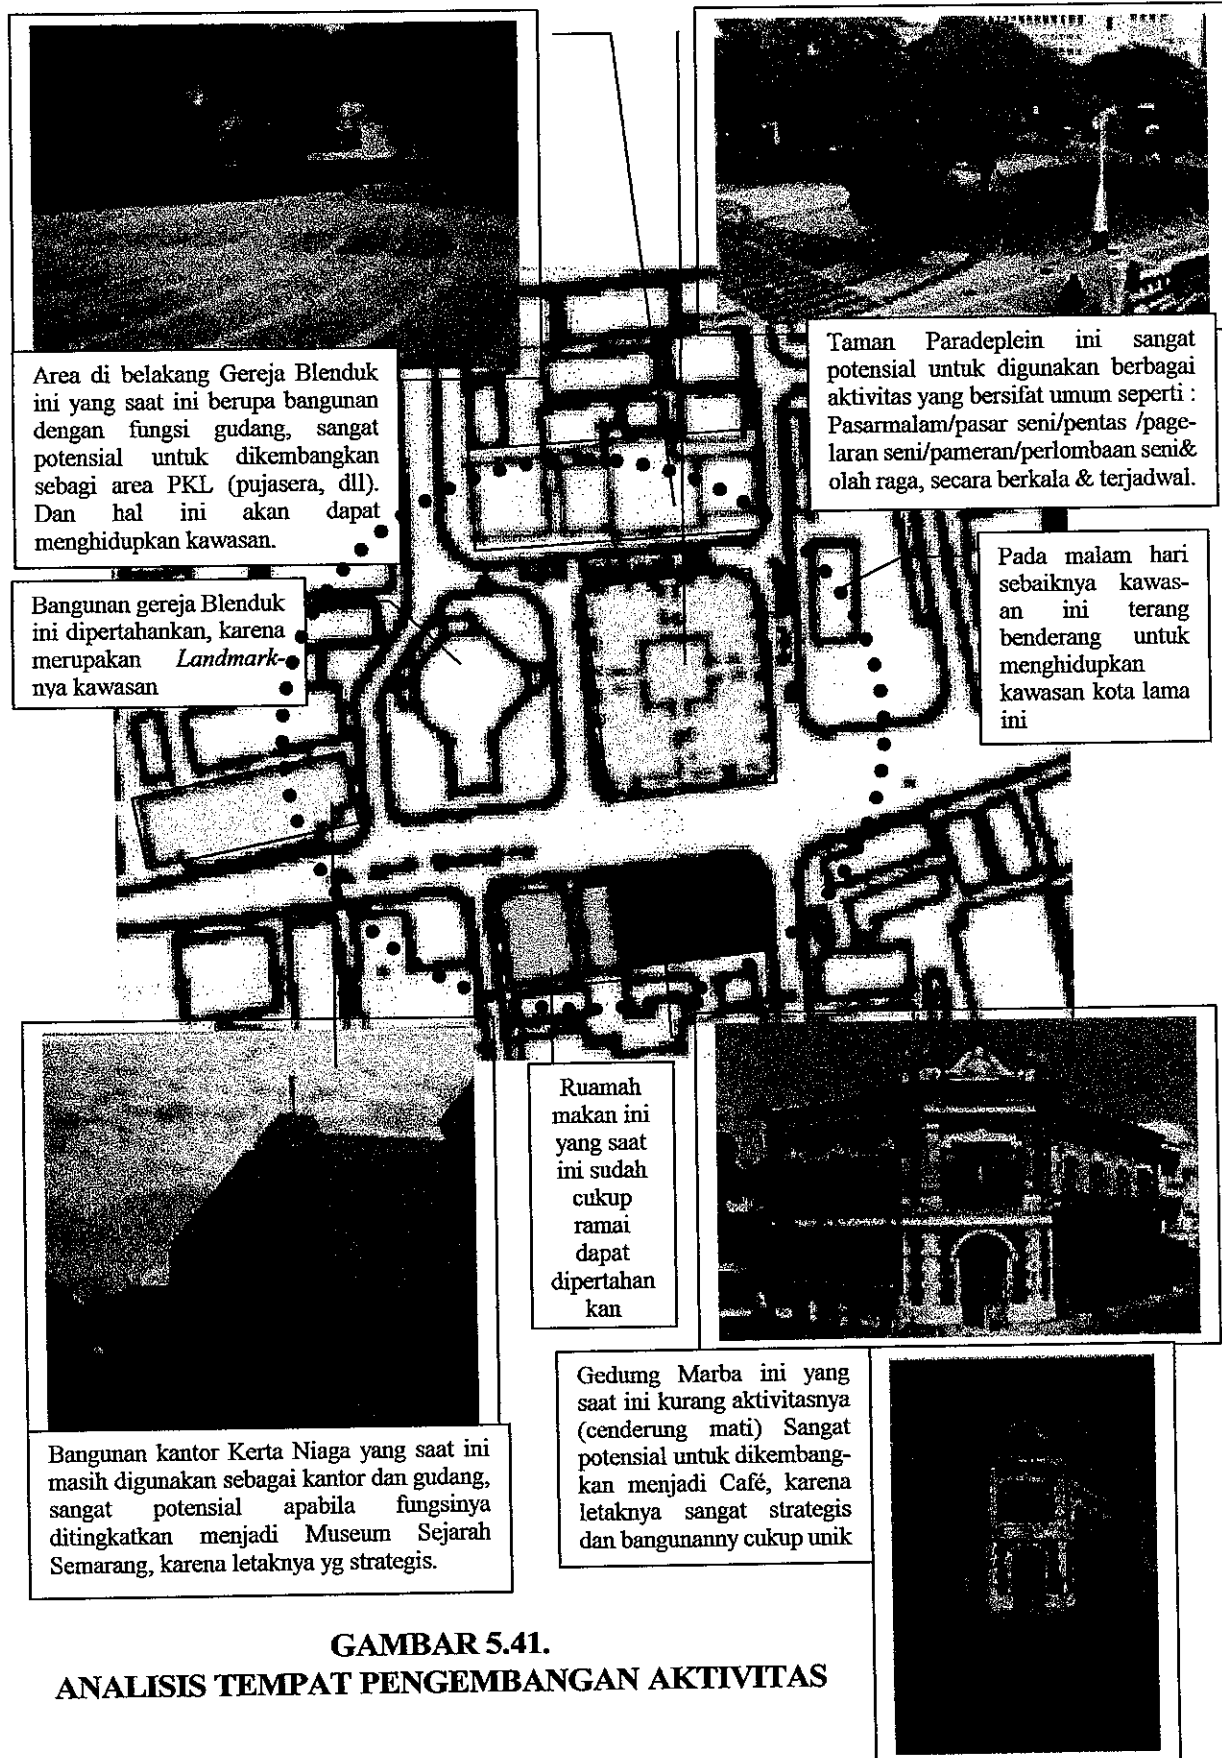 Area di belakang Gereja Blenduk
ini yang saat ini berupa bangunan
dengan fungsi gudang, sangat
potensial untuk dikembangkan
sebagi area PKL (pujasera, dll).
Dan hal ini akan dapat
menghidupkan kawasan.
Taman Paradeplein ini sangat
potensial untuk digunakan berbagai
aktivitas yang bersifat umum seperti :
Pasarmalam/pasar seni/pentas /page-
laran seni/pameran/perlombaan seni&
olah raga, secara berkala & terjadwal.
Bangunan gereja Blenduk
ini dipertahankan, karena
merupakan Landmark-
nya kawasan
Pada malam hari
sebaiknya kawas-
an ini terang
benderang untuk
menghidupkan
kawasan kota lama
ini
Ruamah
makan ini
yang saat
ini sudah
cukup
ramai
dapat
dipertahan
kan
Bangunan kantor Kerta Niaga yang saat ini
masih digunakan sebagai kantor dan gudang,
sangat potensial apabila fungsinya
ditingkatkan menjadi Museum Sejarah
Semarang, karena letaknya yg strategis.
Gedumg Marba ini yang
saat ini kurang aktivitasnya
(cenderung mati) Sangat
potensial untuk dikembang-
kan menjadi Café, karena
letaknya sangat strategis
dan bangunanny cukup unik
GAMBAR 5.41.
ANALISIS TEMPAT PENGEMBANGAN AKTIVITAS